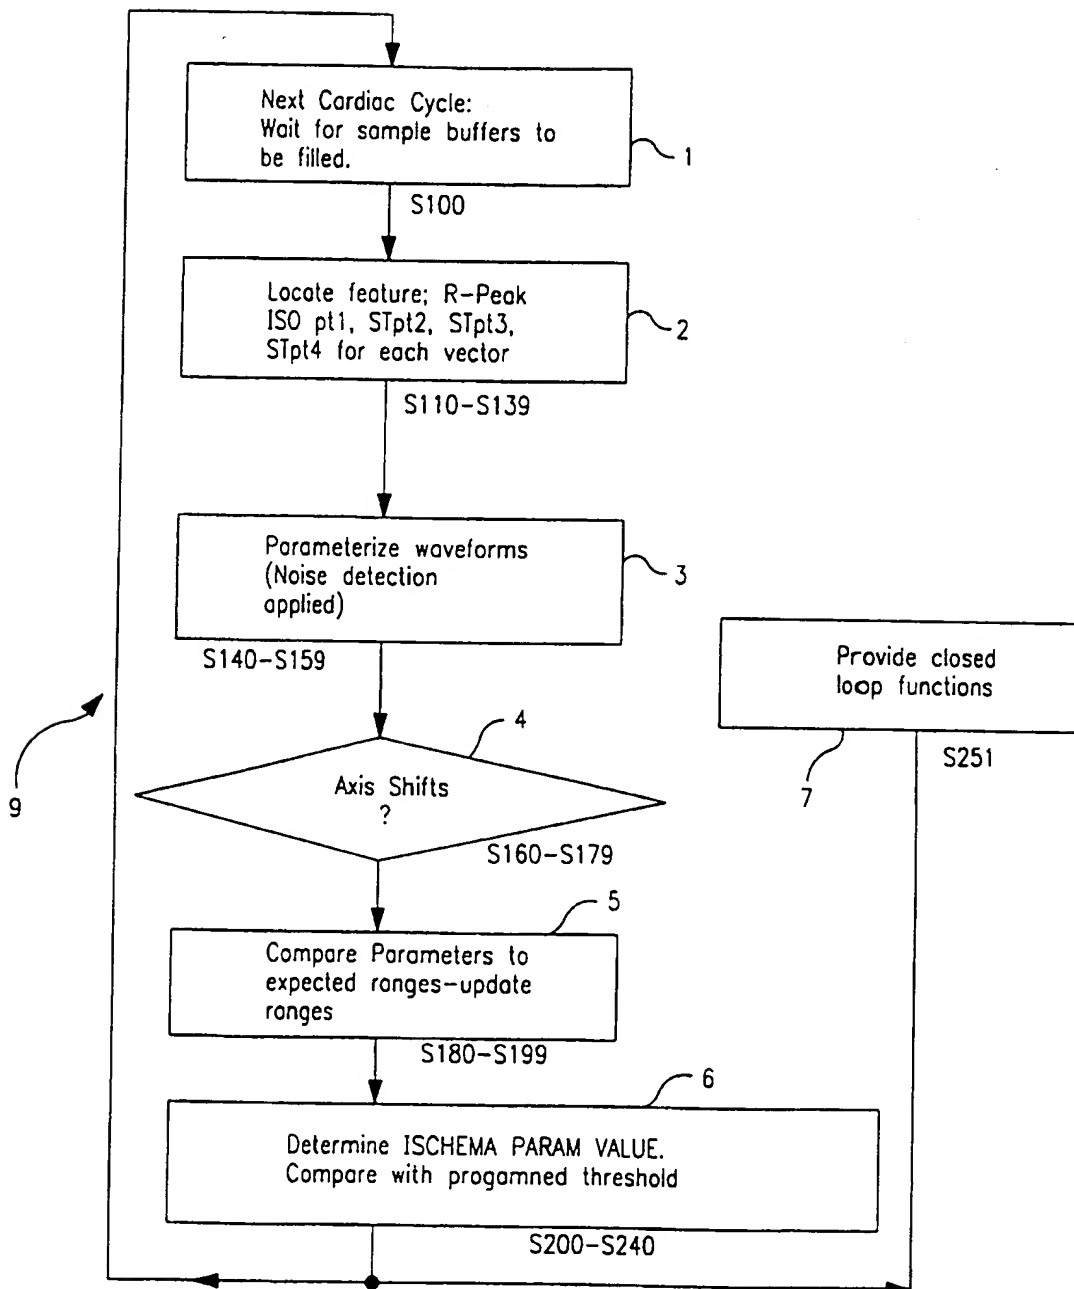 Next Cardiac Cycle:
Wait for sample buffers to
be filled.
1
S100
Locate feature; R-Peak
ISO pt1, STpt2, STpt3,
STpt4 for each vector
2
S110-S139
Parameterize waveforms
(Noise detection
applied)
3
S140-S159
Provide closed
loop functions
S251
7
4
Axis Shifts
?
S160-S179
9
5
Compare Parameters to
expected ranges-update
ranges
S180-S199
6
Determine ISCHEMA PARAM VALUE.
Compare with progamned threshold
S200-S240